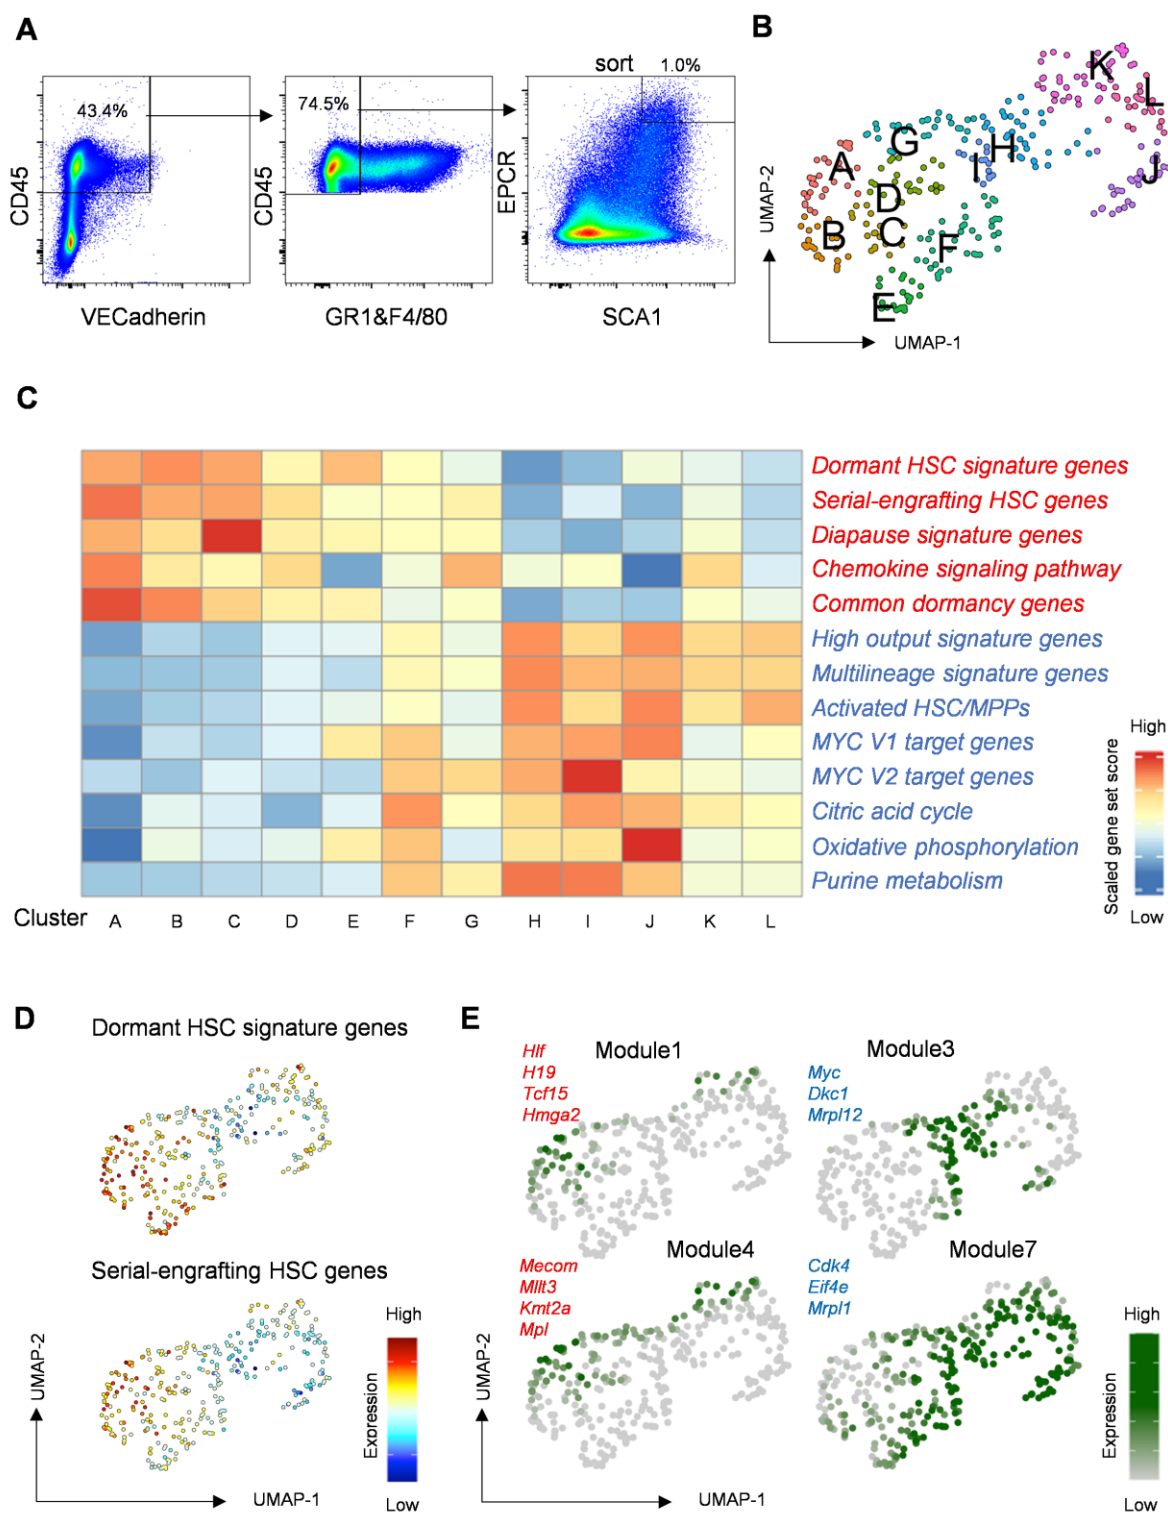 A
B
sort
1.0%
43.4%
74.5%
CD45
CD45
EPCR
VECadherin
GR1&F4/80
SCA1
K
L
G
H
A
I
J
D
B
C
F
E
UMAP-2
UMAP-1
C
Dormant HSC signature genes
Serial-engrafting HSC genes
Diapause signature genes
Chemokine signaling pathway
Common dormancy genes
High output signature genes
Multilineage signature genes
Activated HSC/MPPs
MYC V1 target genes
MYC V2 target genes
Citric acid cycle
Oxidative phosphorylation
Purine metabolism
High
Scaled gene set score
Low
Cluster A B C D E F G H I J K L
D
Dormant HSC signature genes
Serial-engrafting HSC genes
High
Expression
Low
UMAP-2
UMAP-1
E
Hlf
H19
Tcf15
Hmga2
Module1
Module3
Myc
Dkc1
Mrpl12
Mecom
Mllt3
Kmt2a
Mpl
Module4
Module7
Cdk4
Eif4e
Mrpl1
High
Expression
Low
UMAP-2
UMAP-1